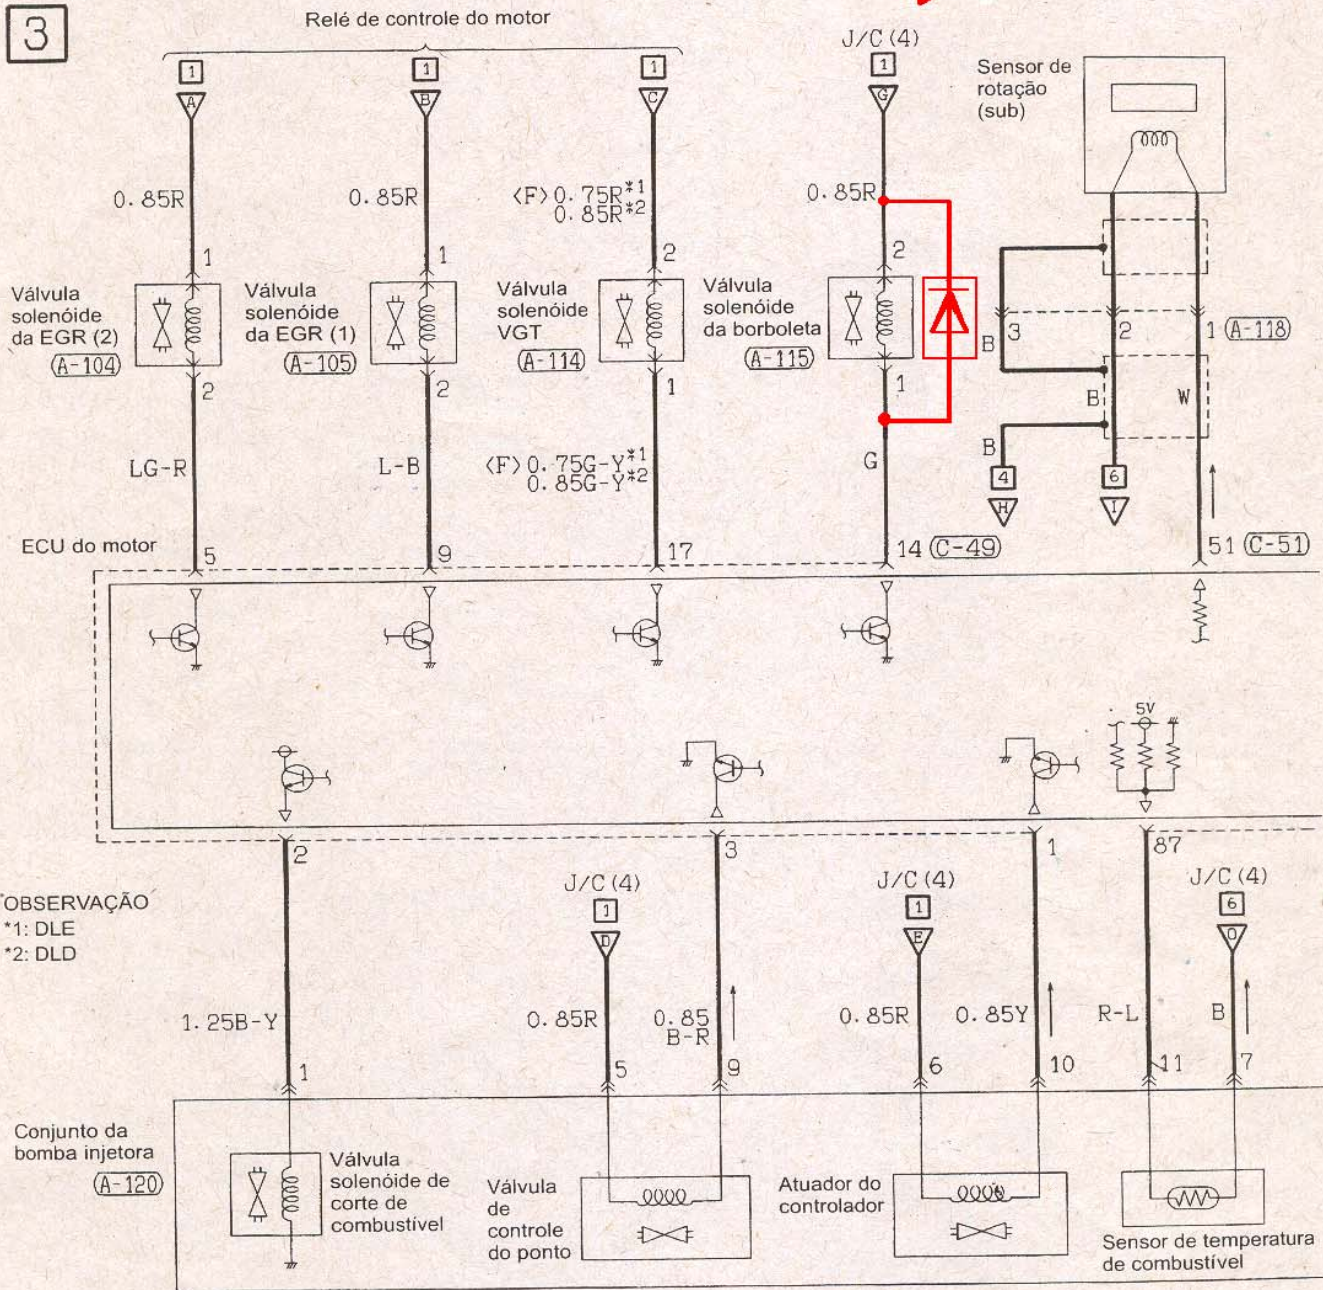 3
Relé de controle do motor
1
1
1
J/C (4)
1
A
B
C
G
Sensor de
rotação
(sub)
0.85R
0.85R
<F>0.75R*1
0.85R*2
0.85R
1
1
2
2
Válvula
solenóide
da EGR (2)
A-104
Válvula
solenóide
da EGR (1)
A-105
Válvula
solenóide
VGT
A-114
Válvula
solenóide
da borboleta
A-115
B
3
2
1
A-118
2
2
1
1
B
W
LG-R
L-B
<F>0.75G-Y*1
0.85G-Y*2
G
B
4
6
H
I
ECU do motor
5
9
17
14
C-49
51
C-51
5V
2
3
1
87
OBSERVAÇÃO
*1: DLE
*2: DLD
J/C (4)
1
D
J/C (4)
1
E
J/C (4)
6
O
1.25B-Y
0.85R
0.85
B-R
0.85R
0.85Y
R-L
B
1
5
9
6
10
11
7
Conjunto da
bomba injetora
A-120
Válvula
solenóide de
corte de
combustível
Válvula
de
controle
do ponto
Atuador do
controlador
Sensor de temperatura
de combustível